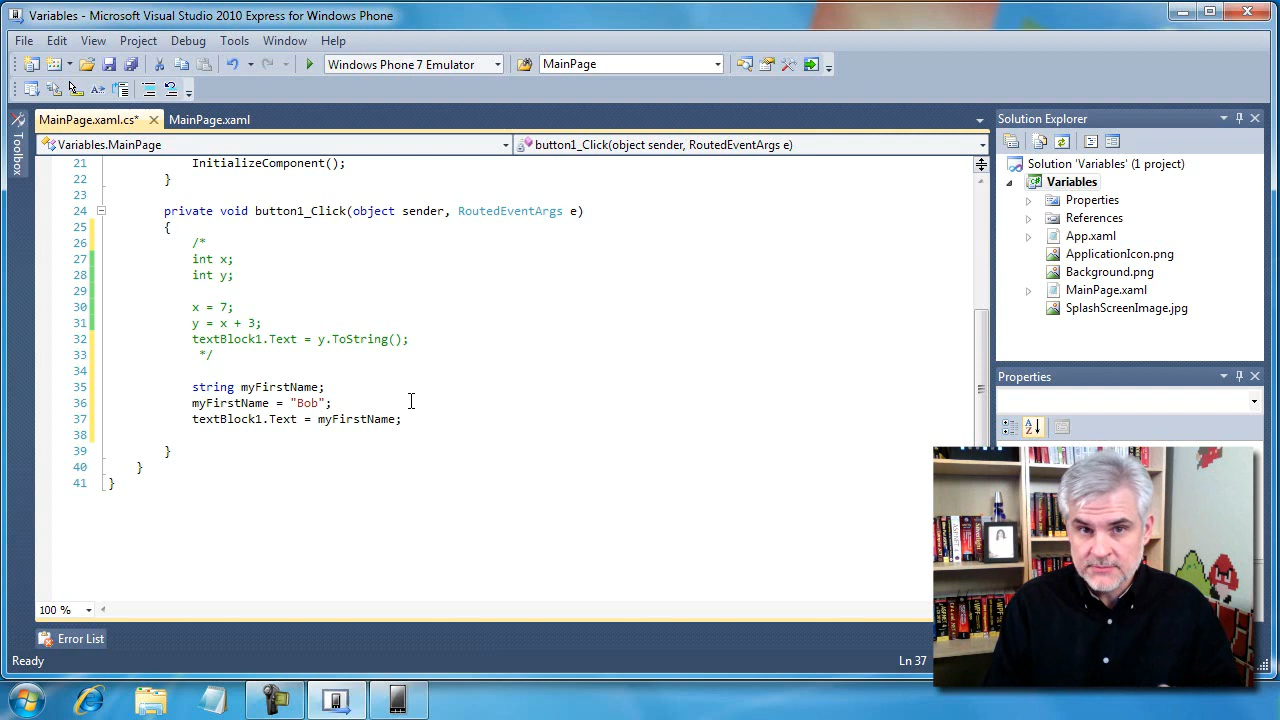 Variables - Microsoft Visual Studio 2010 Express for Windows Phone
File Edit View Project Debug Tools Window Help
Windows Phone 7 Emulator MainPage
MainPage.xaml.cs* MainPage.xaml
Variables.MainPage button1_Click(object sender, RoutedEventArgs e)
Toolbox
21 InitializeComponent();
22 }
23
24 private void button1_Click(object sender, RoutedEventArgs e)
25 {
26 /*
27 int x;
28 int y;
29
30 x = 7;
31 y = x + 3;
32 textBlock1.Text = y.ToString();
33 */
34
35 string myFirstName;
36 myFirstName = "Bob";
37 textBlock1.Text = myFirstName;
38
39 }
40 }
41 }
100 %
Error List
Ready Ln 37
Solution Explorer
Solution 'Variables' (1 project)
Variables
Properties
References
App.xaml
ApplicationIcon.png
Background.png
MainPage.xaml
SplashScreenImage.jpg
Properties